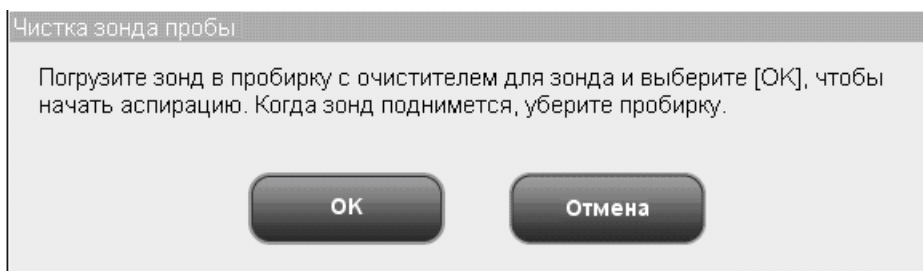 Чистка зонда пробы
Погрузите зонд в пробирку с очистителем для зонда и выберите [OK], чтобы
начать аспирацию. Когда зонд поднимется, уберите пробирку.
OK
Отмена